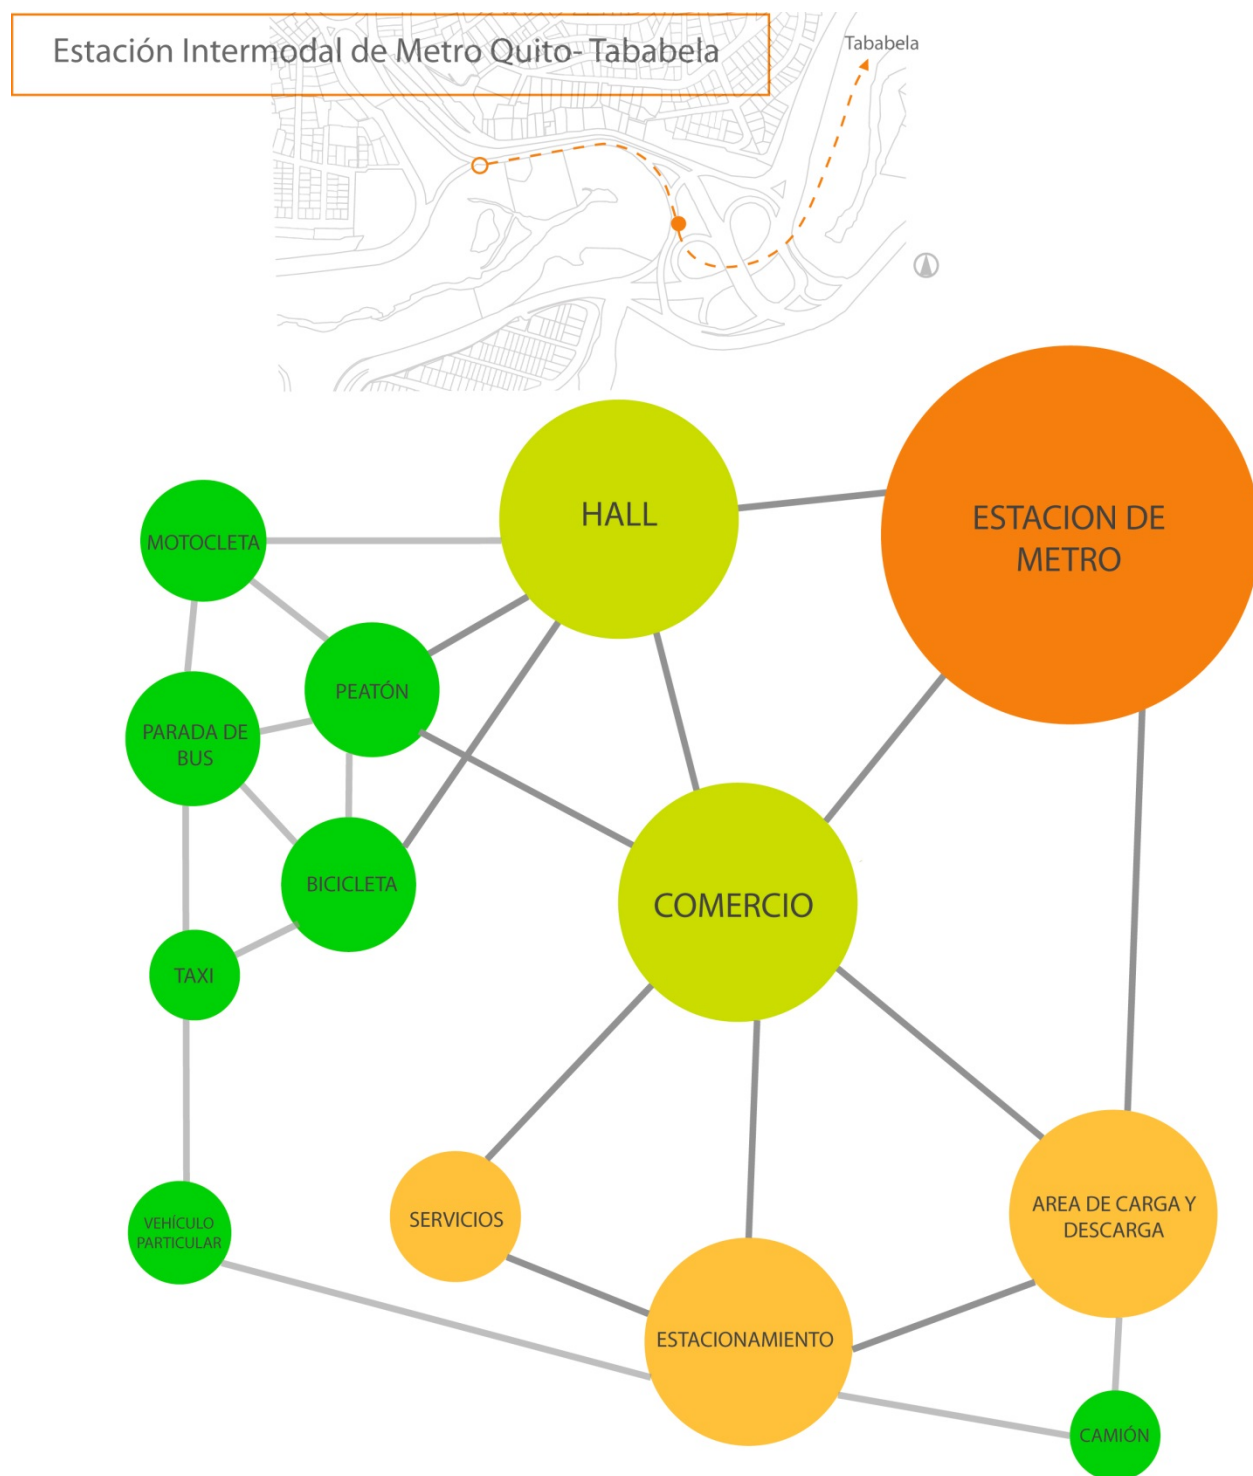 Estación Intermodal de Metro Quito- Tababela
Tababela
HALL
ESTACION DE
METRO
MOTOCLETA
PEATÓN
PARADA DE
BUS
BICICLETA
COMERCIO
TAXI
SERVICIOS
AREA DE CARGA Y
DESCARGA
VEHÍCULO
PARTICULAR
ESTACIONAMIENTO
CAMIÓN